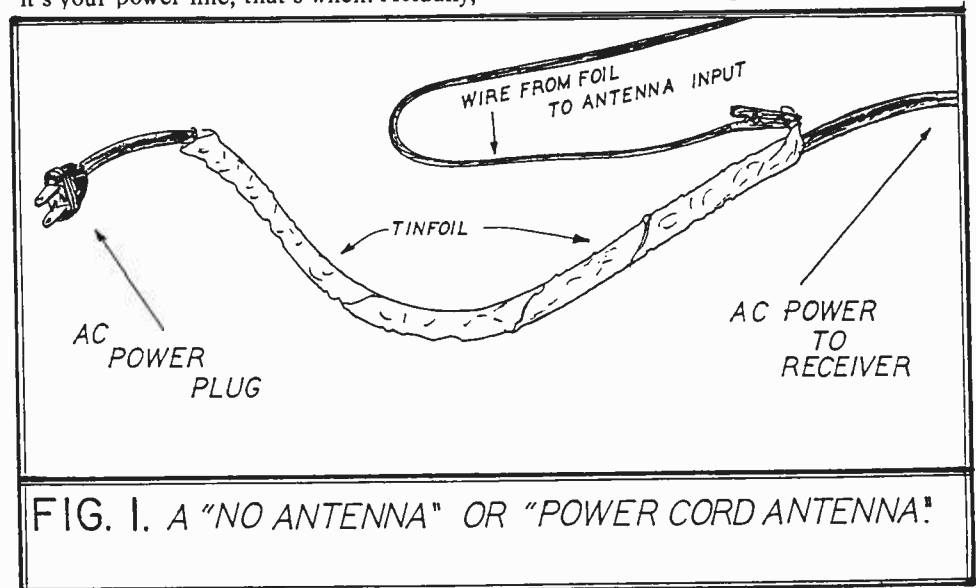 it's your power line, that's when. Actually,
WIRE FROM FOIL
TO ANTENNA INPUT
TINFOIL
AC
POWER
PLUG
AC POWER
TO
RECEIVER
FIG. 1. A "NO ANTENNA" OR "POWER CORD ANTENNA".